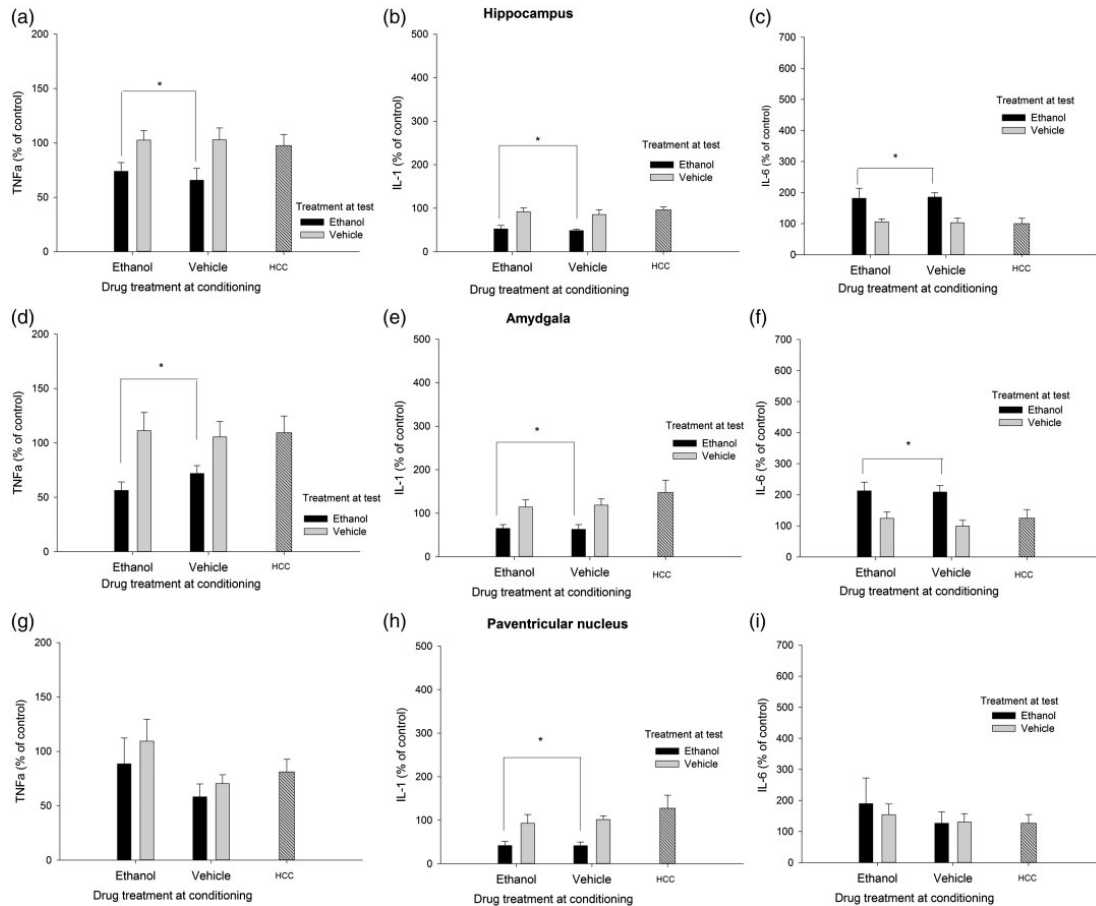 (a)
200
150
100
50
0
TNFa (% of control)
*
Treatment at test
Ethanol
Vehicle
Ethanol Vehicle HCC
Drug treatment at conditioning
(b)
Hippocampus
500
400
300
200
100
0
IL-1 (% of control)
*
Treatment at test
Ethanol
Vehicle
Ethanol Vehicle HCC
Drug treatment at conditioning
(c)
700
600
500
400
300
200
100
0
IL-6 (% of control)
*
Treatment at test
Ethanol
Vehicle
Ethanol Vehicle HCC
Drug treatment at conditioning
(d)
200
150
100
50
0
TNFa (% of control)
*
Treatment at test
Ethanol
Vehicle
Ethanol Vehicle HCC
Drug treatment at conditioning
(e)
Amydgala
500
400
300
200
100
0
IL-1 (% of control)
*
Treatment at test
Ethanol
Vehicle
Ethanol Vehicle HCC
Drug treatment at conditioning
(f)
700
600
500
400
300
200
100
0
IL-6 (% of control)
*
Treatment at test
Ethanol
Vehicle
Ethanol Vehicle HCC
Drug treatment at conditioning
(g)
200
150
100
50
0
TNFa (% of control)
Ethanol Vehicle HCC
Drug treatment at conditioning
(h)
Paventricular nucleus
500
400
300
200
100
0
IL-1 (% of control)
*
Treatment at test
Ethanol
Vehicle
Ethanol Vehicle HCC
Drug treatment at conditioning
(i)
700
600
500
400
300
200
100
0
IL-6 (% of control)
Treatment at test
Ethanol
Vehicle
Ethanol Vehicle HCC
Drug treatment at conditioning